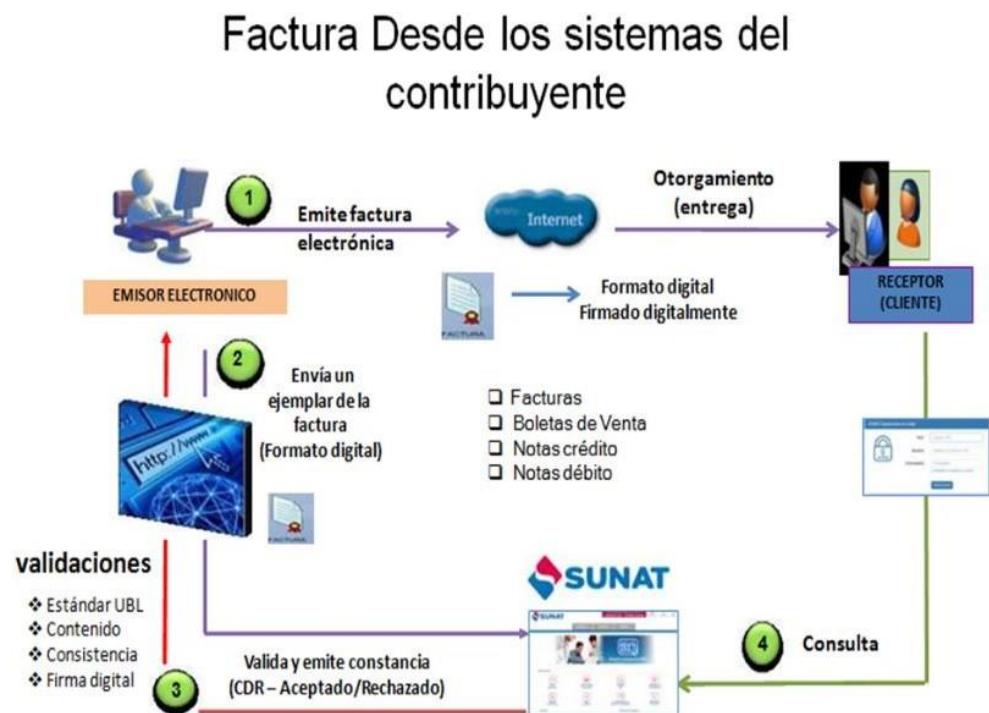 Factura Desde los sistemas del
contribuyente
1
Emite factura
electrónica
Internet
Otorgamiento
(entrega)
EMISOR ELECTRONICO
RECEPTOR
(CLIENTE)
FACTURA
Formato digital
Firmado digitalmente
2
Envía un
ejemplar de la
factura
(Formato digital)
http://www
FACTURA
Facturas
Boletas de Venta
Notas crédito
Notas débito
validaciones
Estándar UBL
Contenido
Consistencia
Firma digital
3
Valida y emite constancia
(CDR – Aceptado/Rechazado)
SUNAT
SUNAT
4
Consulta